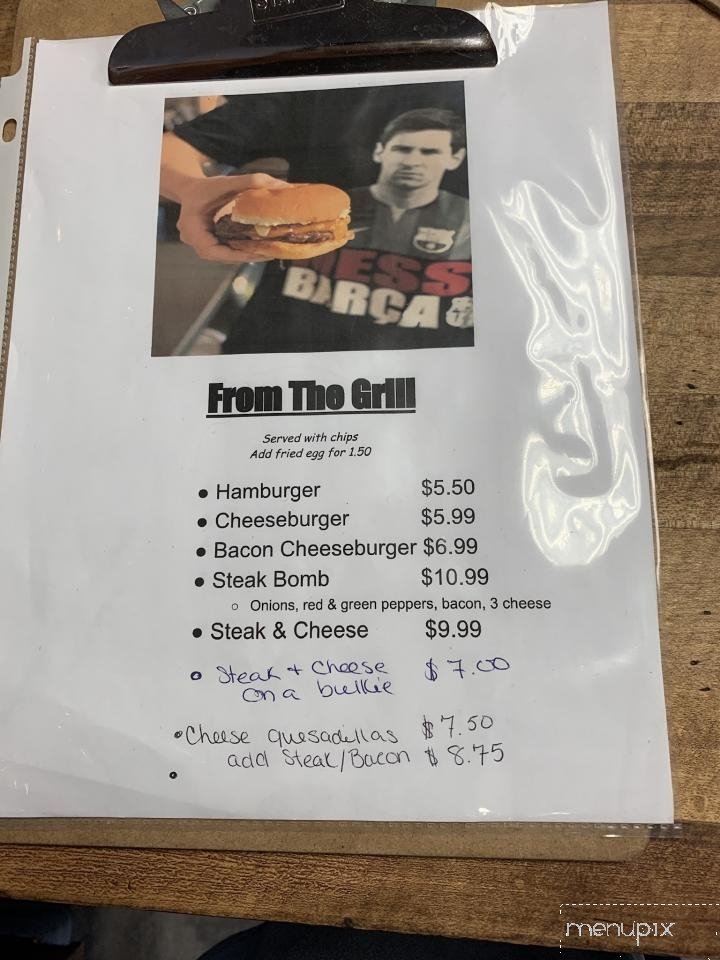 MESS
BARÇA
From The Grill
Served with chips
Add fried egg for 1.50
● Hamburger $5.50
● Cheeseburger $5.99
● Bacon Cheeseburger $6.99
● Steak Bomb $10.99
○ Onions, red & green peppers, bacon, 3 cheese
● Steak & Cheese $9.99
Steak + Cheese $7.00
on a bulkie
Cheese quesadillas $7.50
add Steak/Bacon $8.75
menupix